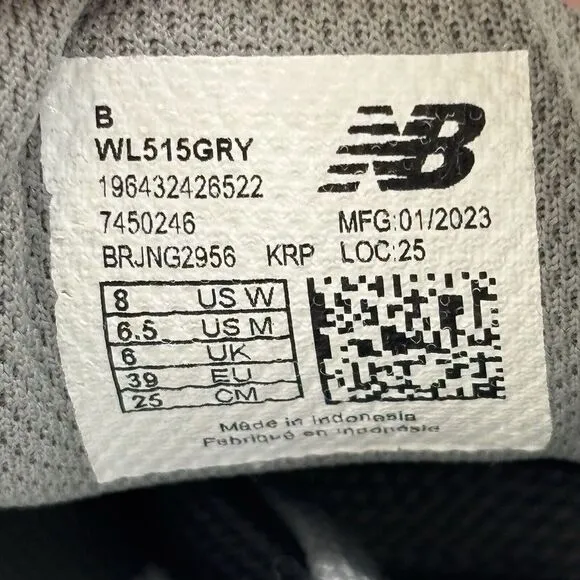 B
WL515GRY
196432426522
7450246 MFG:01/2023
BRJNG2956 KRP LOC:25
8 US W
6.5 US M
6 UK
39 EU
25 CM
Made in Indonesia
Fabriqué en Indonésie
NB